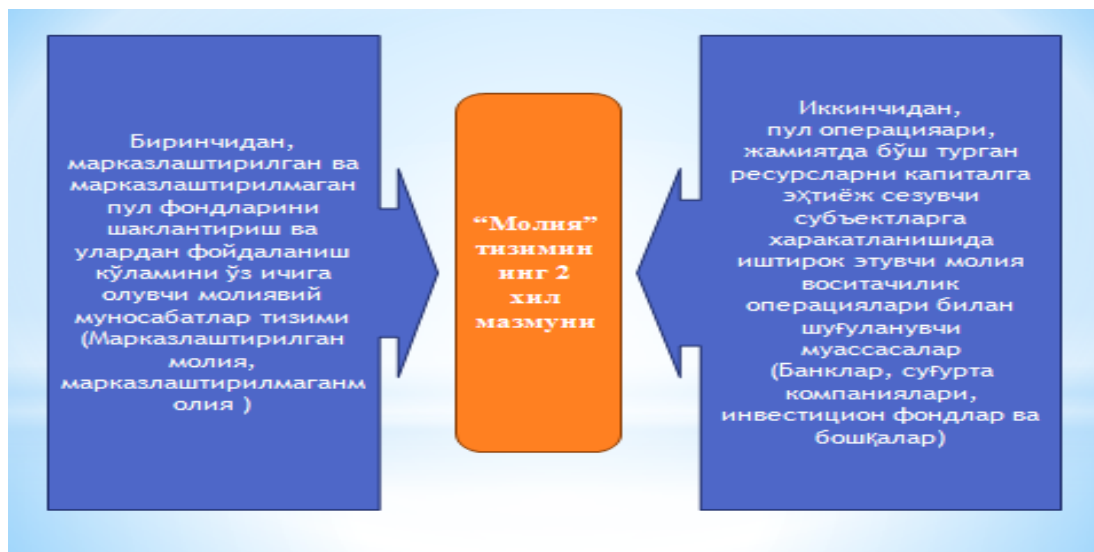 Биринчидан,
марказлаштирилган ва
марказлаштирилмаган
пул фондларини
шаклантириш ва
улардан фойдаланиш
кўламини ўз ичига
олувчи молиявий
муносабатлар тизими
(Марказлаштирилган
молия,
марказлаштирилмаганм
олия )
“Молия”
тизимин
инг 2
хил
мазмуни
Иккинчидан,
пул операцияари,
жамиятда бўш турган
ресурсларни капиталга
эҳтиёж сезувчи
субъектларга
харакатланишида
иштирок этувчи молия
воситачилик
операциялари билан
шуғуланувчи
муассасалар
(Банклар, суғурта
компаниялари,
инвестицион фондлар ва
бошқалар)